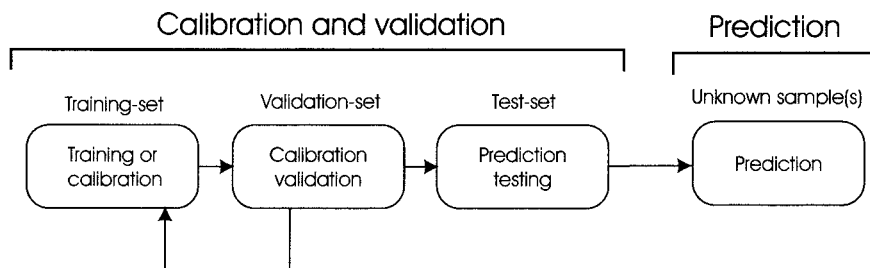 Calibration and validation
Prediction
Training-set
Validation-set
Test-set
Unknown sample(s)
Training or
calibration
Calibration
validation
Prediction
testing
Prediction